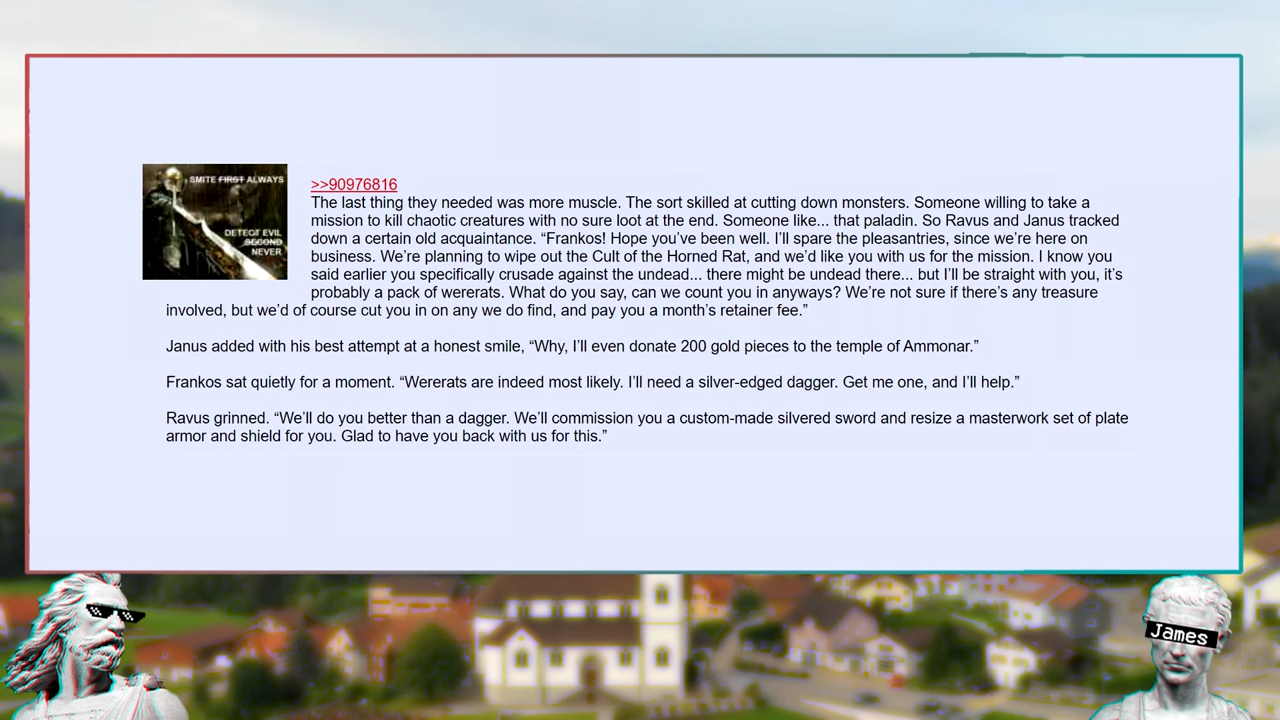 SMITE FIRST ALWAYS
DETECT EVIL
SECOND
NEVER
>>90976816
The last thing they needed was more muscle. The sort skilled at cutting down monsters. Someone willing to take a
mission to kill chaotic creatures with no sure loot at the end. Someone like... that paladin. So Ravus and Janus tracked
down a certain old acquaintance. “Frankos! Hope you’ve been well. I’ll spare the pleasantries, since we’re here on
business. We’re planning to wipe out the Cult of the Horned Rat, and we’d like you with us for the mission. I know you
said earlier you specifically crusade against the undead... there might be undead there... but I’ll be straight with you, it’s
probably a pack of wererats. What do you say, can we count you in anyways? We’re not sure if there’s any treasure
involved, but we’d of course cut you in on any we do find, and pay you a month’s retainer fee.”
Janus added with his best attempt at a honest smile, “Why, I’ll even donate 200 gold pieces to the temple of Ammonar.”
Frankos sat quietly for a moment. “Wererats are indeed most likely. I’ll need a silver-edged dagger. Get me one, and I’ll help.”
Ravus grinned. “We’ll do you better than a dagger. We’ll commission you a custom-made silvered sword and resize a masterwork set of plate
armor and shield for you. Glad to have you back with us for this.”
James